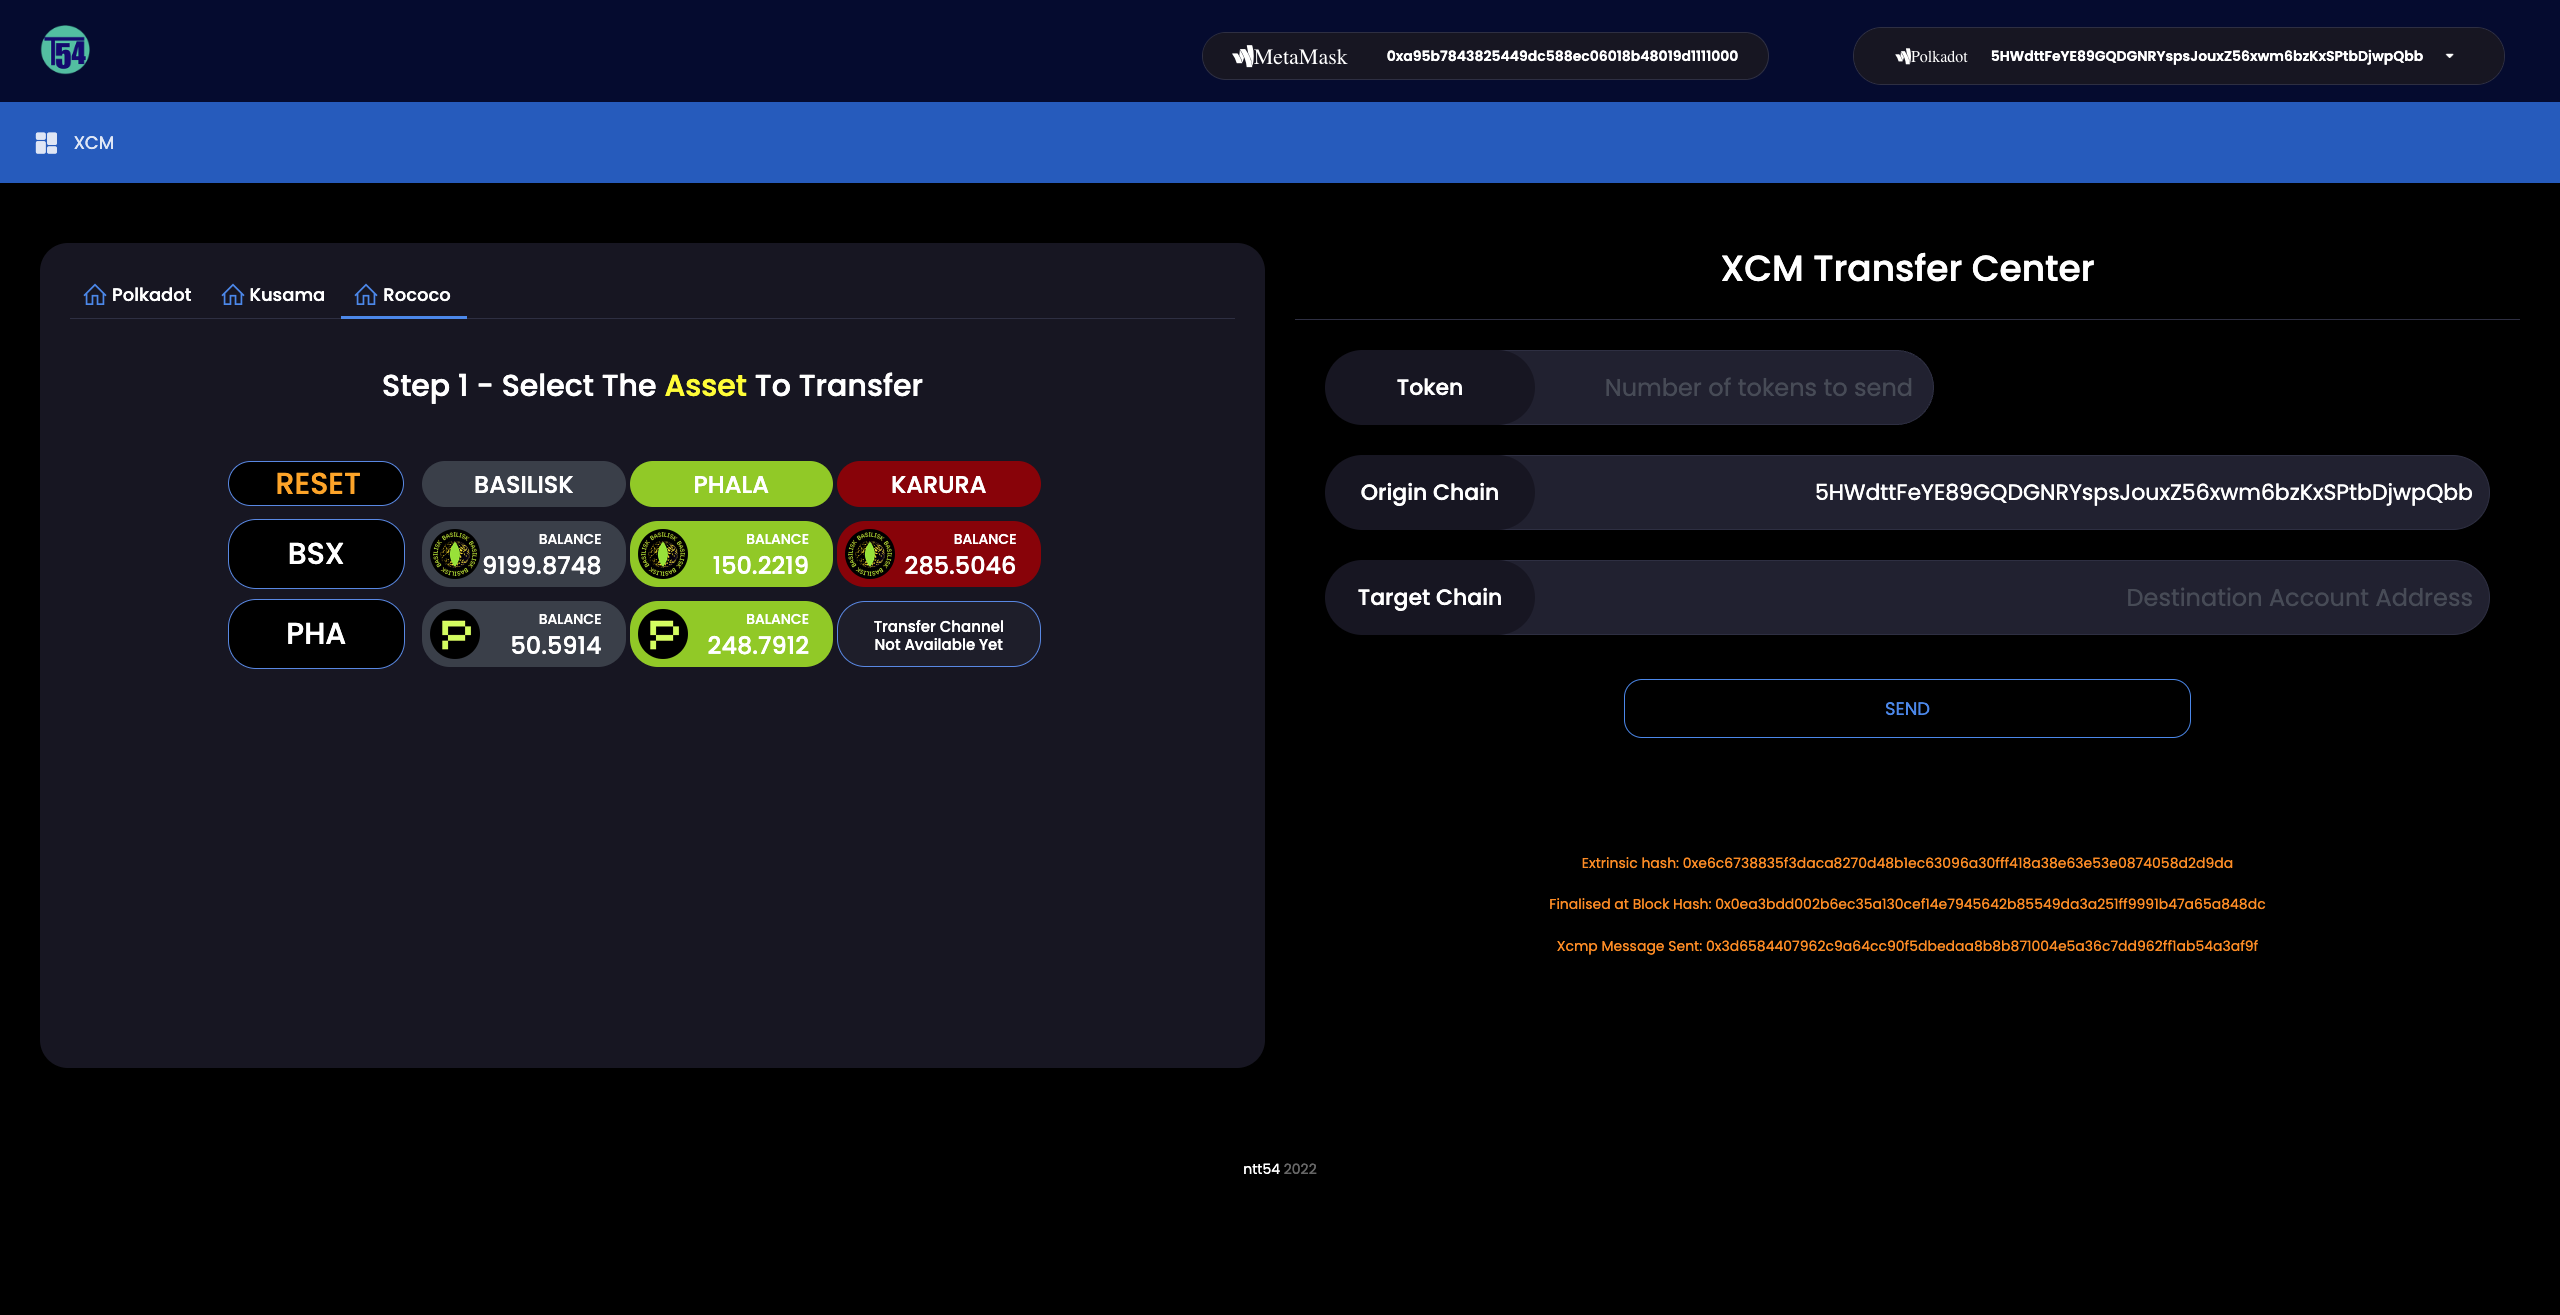 T54
MetaMask 0xa95b7843825449dc588ec06018b48019d1111000
Polkadot 5HWdttFeYE89GQDGNRYspsJouxZ56xwm6bzKxSPtbDjwpQbb
XCM
Polkadot Kusama Rococo
Step 1 - Select The Asset To Transfer
RESET BASILISK PHALA KARURA
BSX
BALANCE
9199.8748
BALANCE
150.2219
BALANCE
285.5046
PHA
BALANCE
50.5914
BALANCE
248.7912
Transfer Channel
Not Available Yet
XCM Transfer Center
Token Number of tokens to send
Origin Chain 5HWdttFeYE89GQDGNRYspsJouxZ56xwm6bzKxSPtbDjwpQbb
Target Chain Destination Account Address
SEND
Extrinsic hash: 0xe6c6738835f3daca8270d48b1ec63096a30fff418a38e63e53e0874058d2d9da
Finalised at Block Hash: 0x0ea3bdd002b6ec35a130cef14e7945642b85549da3a251ff9991b47a65a848dc
Xcmp Message Sent: 0x3d6584407962c9a64cc90f5dbedaa8b8b871004e5a36c7dd962ff1ab54a3af9f
ntt54 2022